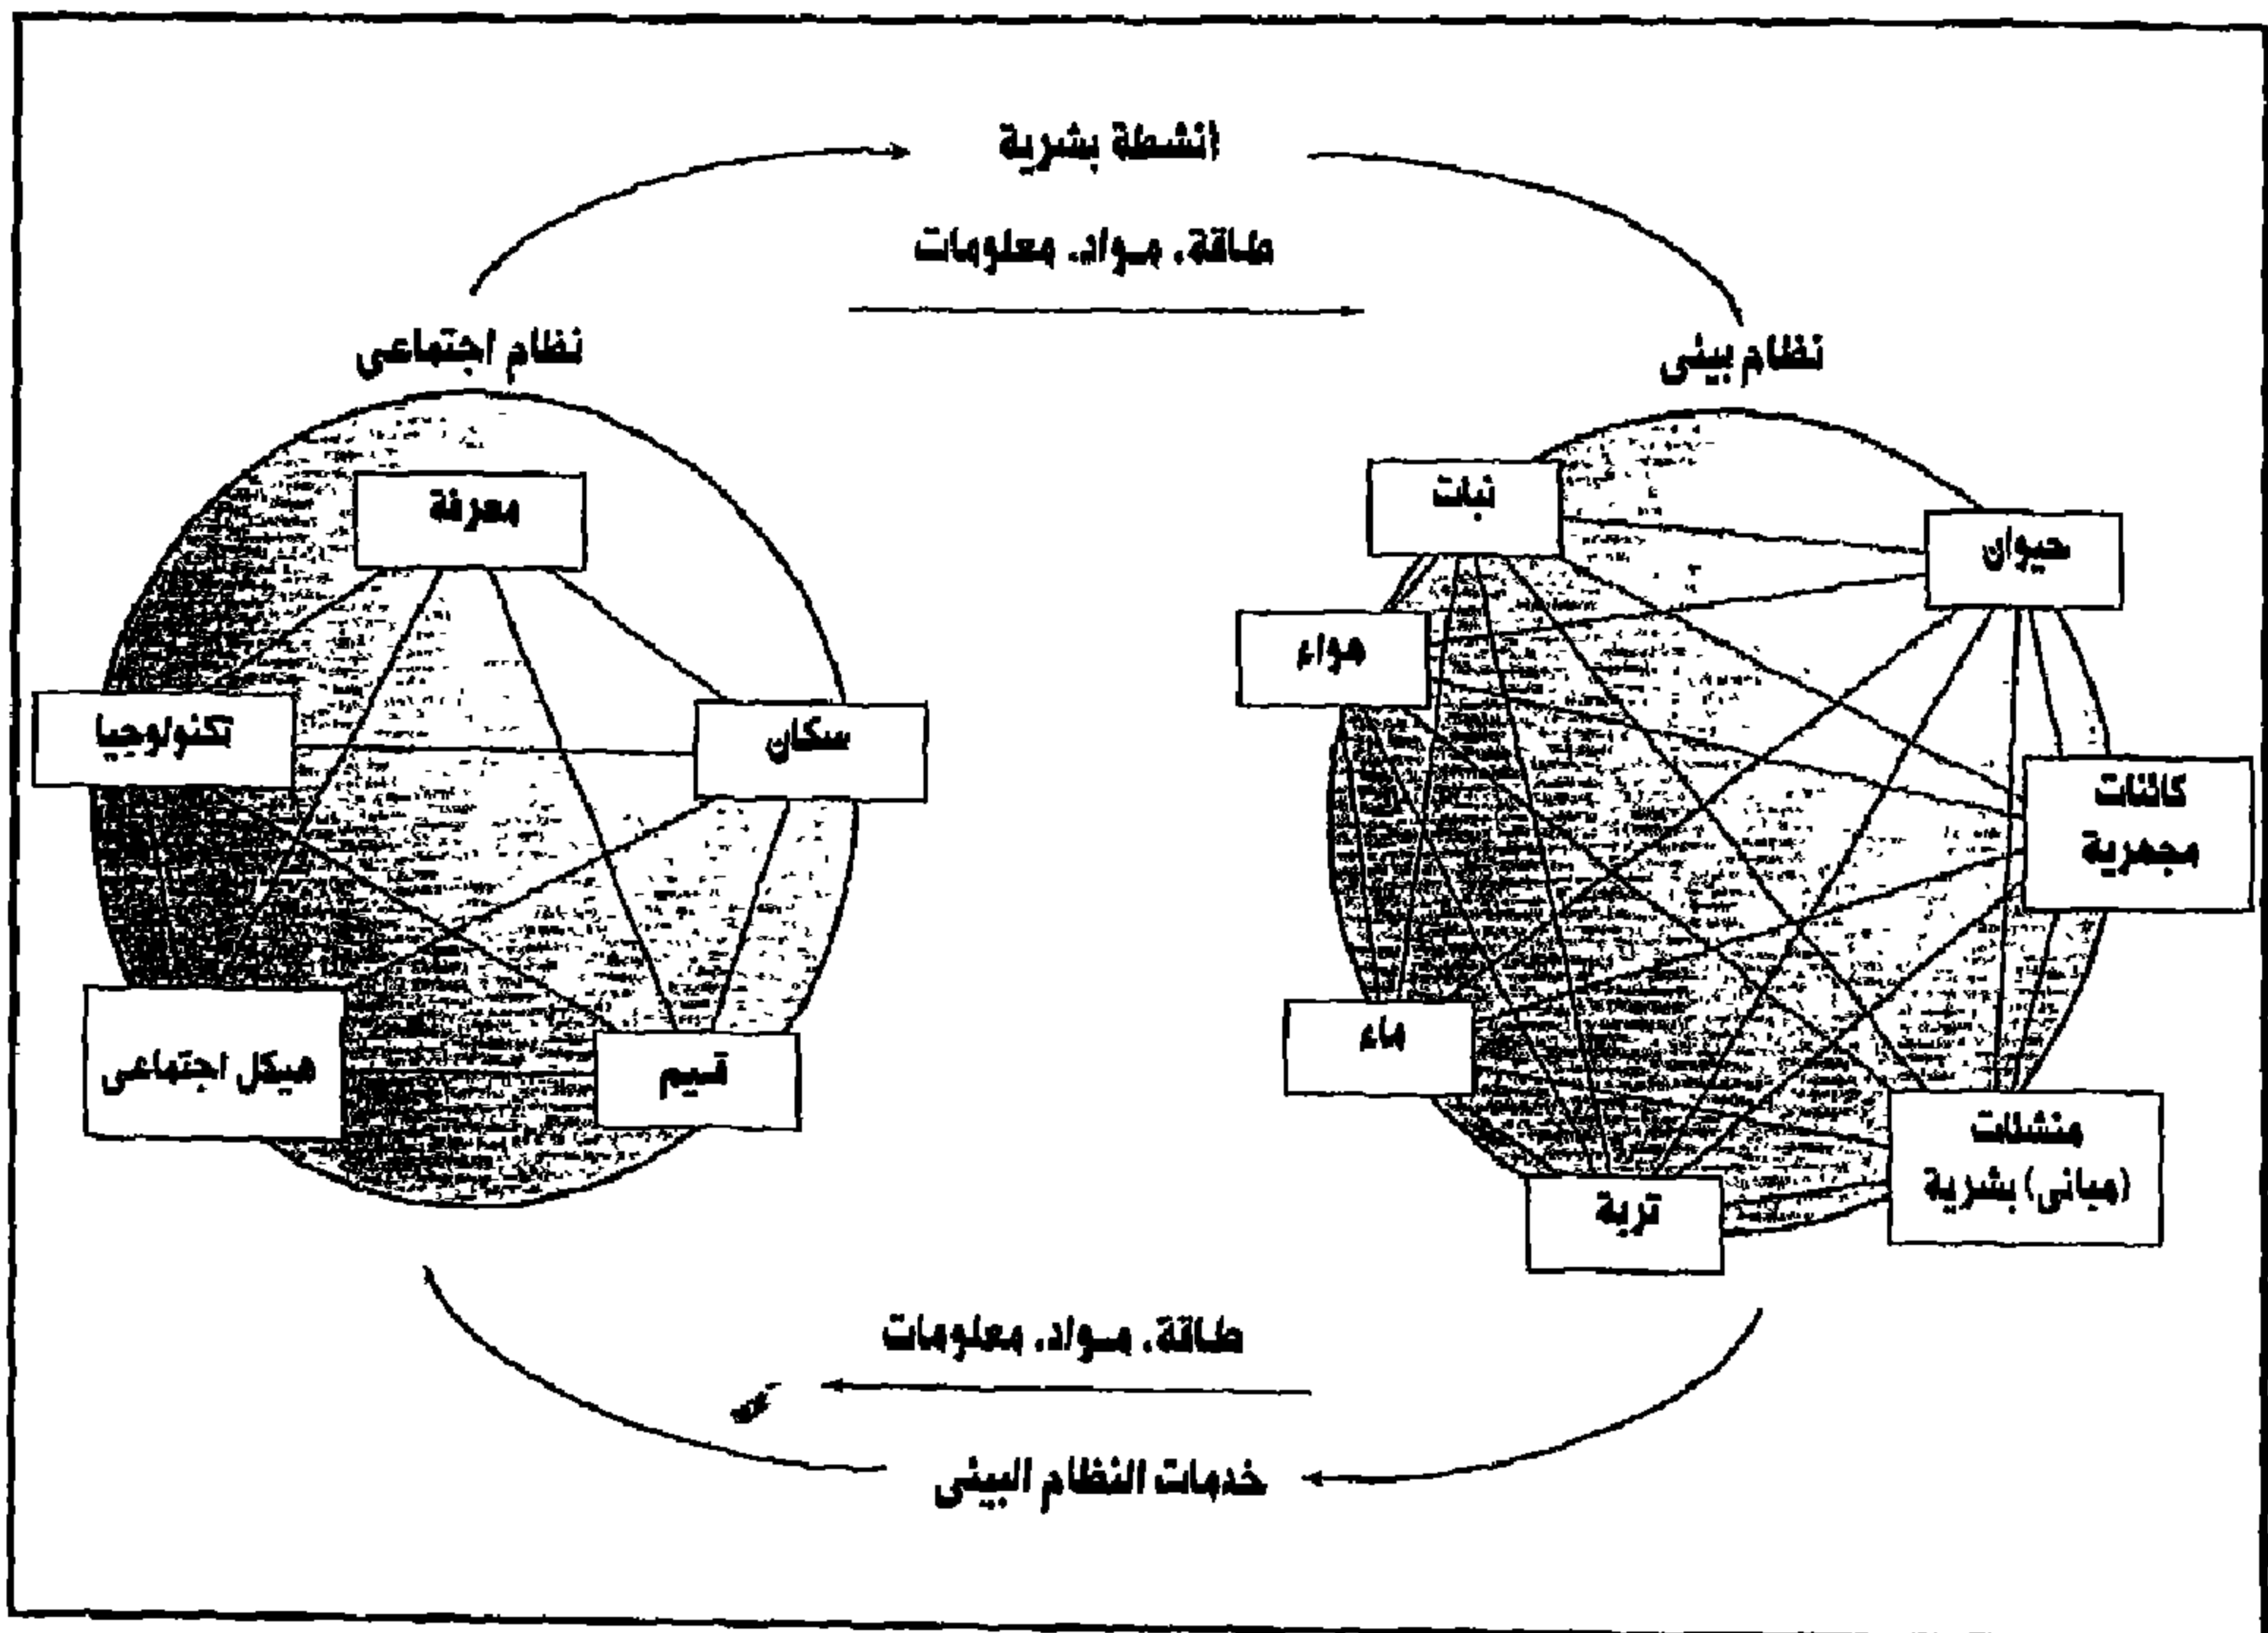 انشطة بشرية
طاقة، مواد، معلومات
نظام بيئى
نبات
حيوان
هواء
كائنات
مجهرية
ماء
منشئات
(مبانى) بشرية
تربة
نظام اجتماعى
معرفة
سكان
تكنولوجيا
هيكل اجتماعى
قيم
طاقة، مواد، معلومات
خدمات النظام البيئى